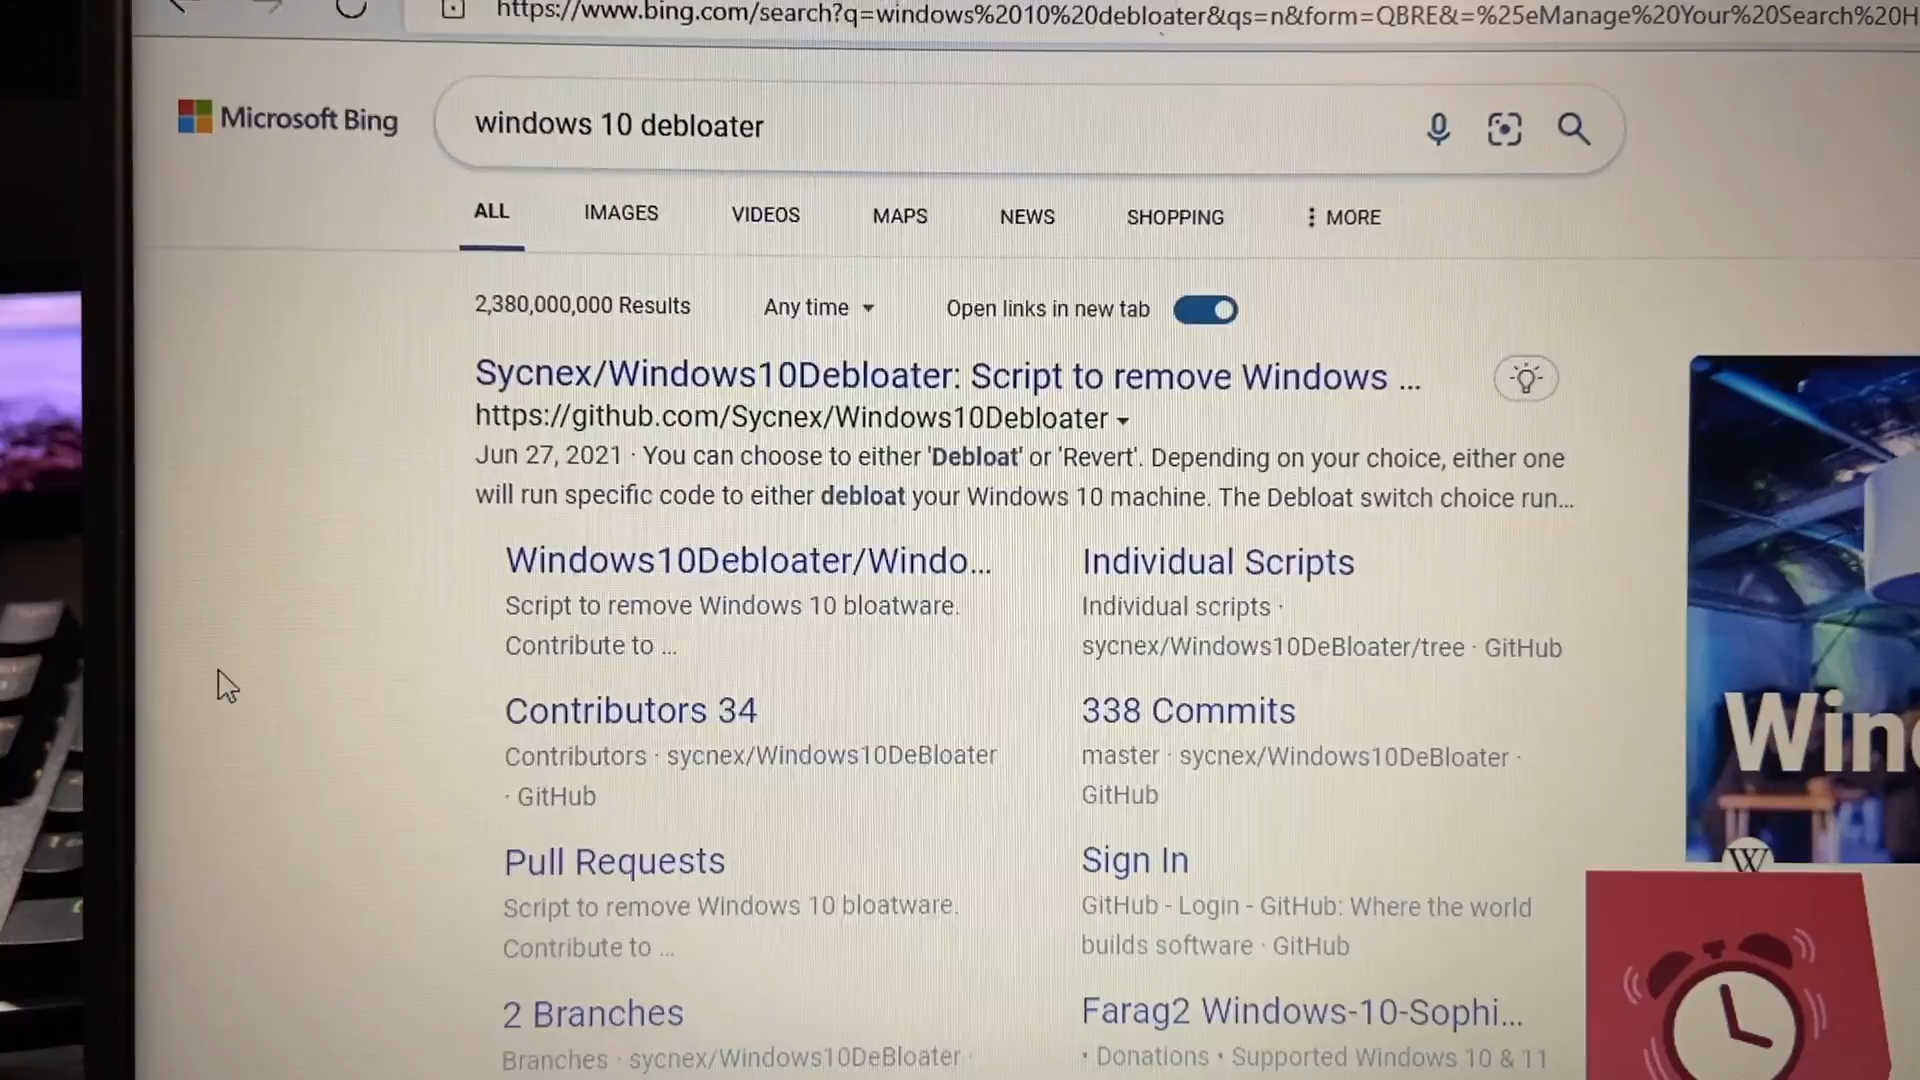 https://www.bing.com/search?q=windows%2010%20debloater&qs=n&form=QBRE&=%25eManage%20Your%20Search%20H
Microsoft Bing
windows 10 debloater
ALL IMAGES VIDEOS MAPS NEWS SHOPPING MORE
2,380,000,000 Results Any time Open links in new tab
Sycnex/Windows10Debloater: Script to remove Windows ...
https://github.com/Sycnex/Windows10Debloater
Jun 27, 2021 · You can choose to either 'Debloat' or 'Revert'. Depending on your choice, either one
will run specific code to either debloat your Windows 10 machine. The Debloat switch choice run...
Windows10Debloater/Windo...
Script to remove Windows 10 bloatware.
Contribute to ...
Individual Scripts
Individual scripts ·
sycnex/Windows10DeBloater/tree · GitHub
Contributors 34
Contributors · sycnex/Windows10DeBloater
· GitHub
338 Commits
master · sycnex/Windows10DeBloater ·
GitHub
Pull Requests
Script to remove Windows 10 bloatware.
Contribute to ...
Sign In
GitHub - Login - GitHub: Where the world
builds software · GitHub
2 Branches
Branches · sycnex/Windows10DeBloater ·
Farag2 Windows-10-Sophi...
• Donations • Supported Windows 10 & 11
Win
W